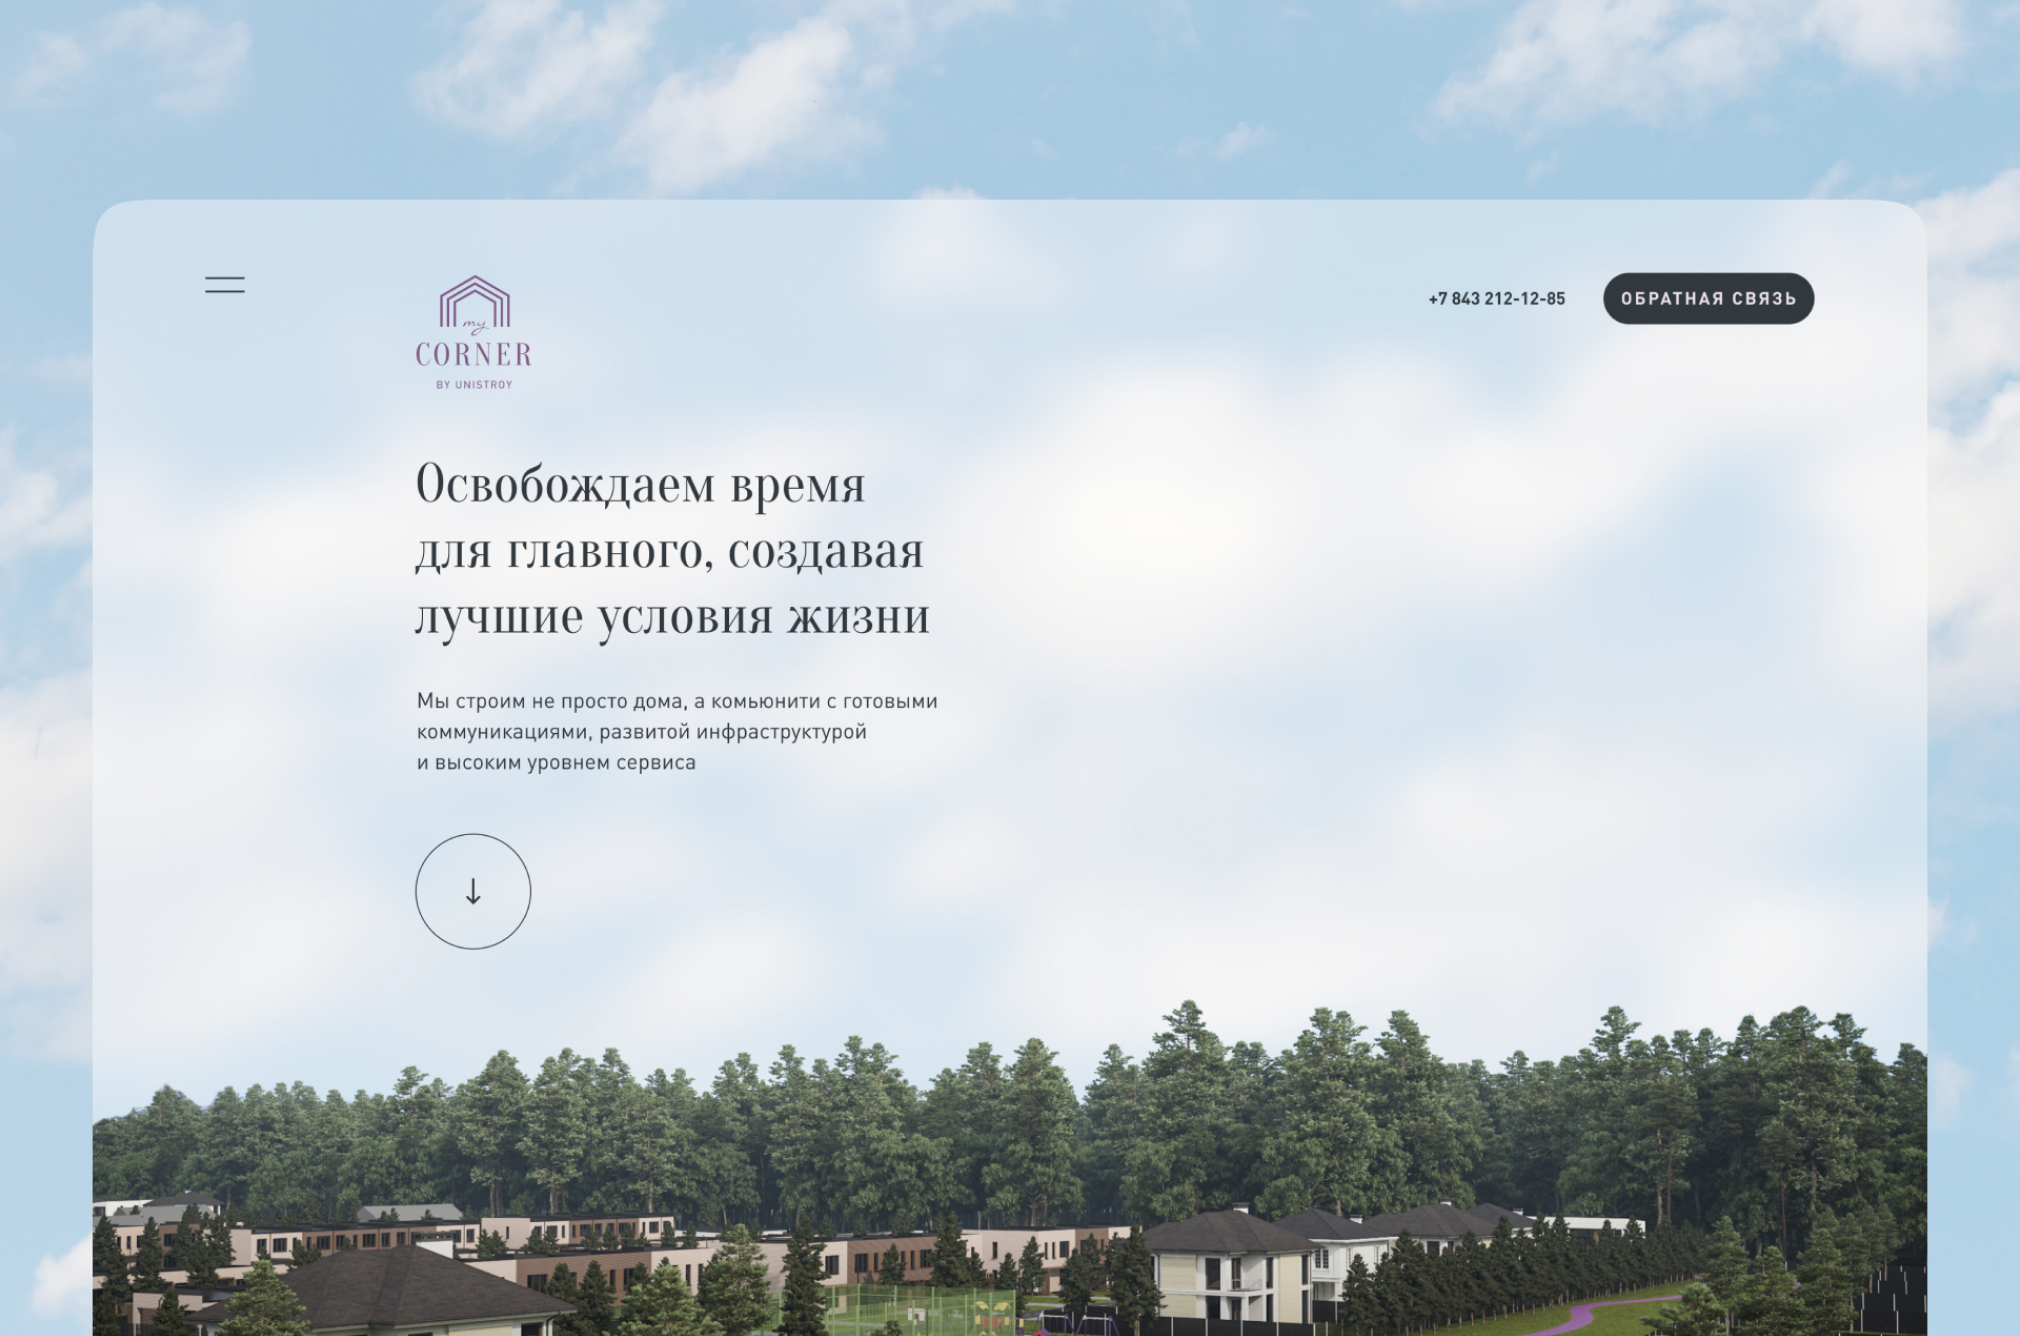 my
CORNER
BY UNISTROY
+7 843 212-12-85
ОБРАТНАЯ СВЯЗЬ
Освобождаем время
для главного, создавая
лучшие условия жизни
Мы строим не просто дома, а комьюнити с готовыми
коммуникациями, развитой инфраструктурой
и высоким уровнем сервиса